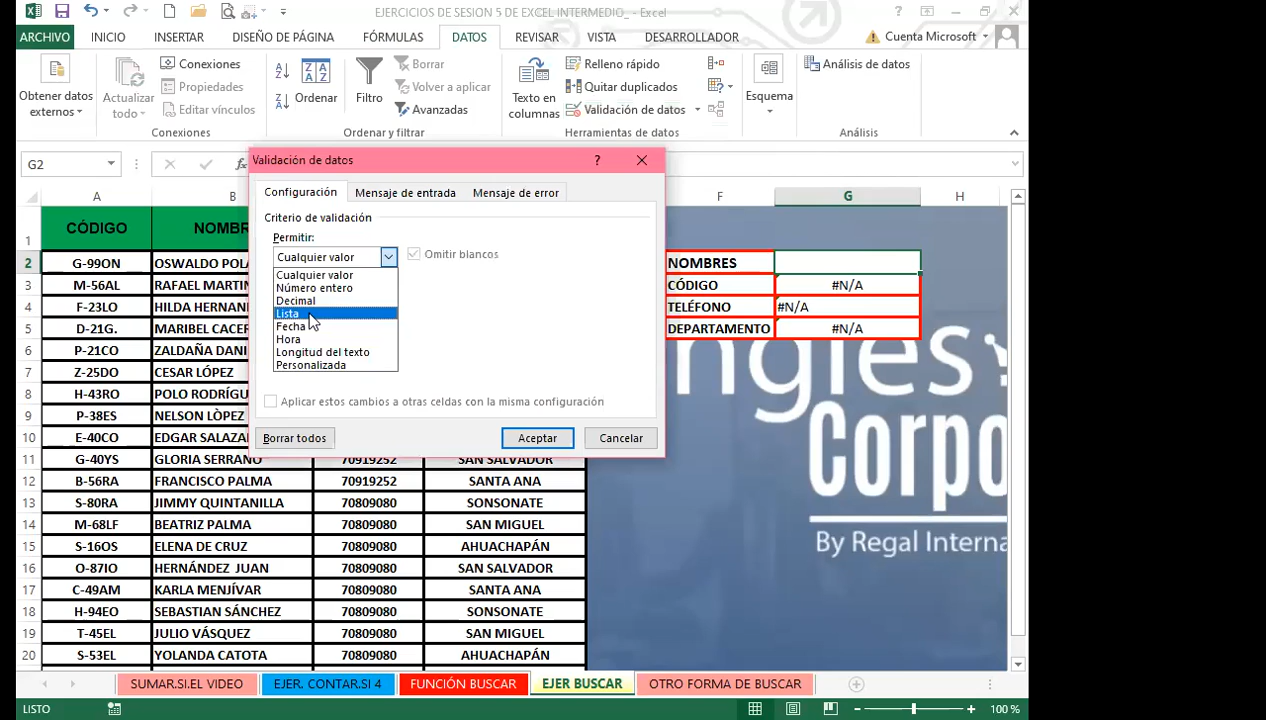 EJERCICIOS DE SESION 5 DE EXCEL INTERMEDIO_ - Excel
ARCHIVO INICIO INSERTAR DISEÑO DE PÁGINA FÓRMULAS DATOS REVISAR VISTA DESARROLLADOR Cuenta Microsoft
Obtener datos externos
Actualizar todo
Conexiones
Propiedades
Editar vínculos
Conexiones
Ordenar
Filtro
Borrar
Volver a aplicar
Avanzadas
Ordenar y filtrar
Texto en columnas
Relleno rápido
Quitar duplicados
Validación de datos
Herramientas de datos
Esquema
Análisis de datos
Análisis
G2 fx
Validación de datos ?
Configuración Mensaje de entrada Mensaje de error
Criterio de validación
Permitir:
Cualquier valor Omitir blancos
Cualquier valor
Número entero
Decimal
Lista
Fecha
Hora
Longitud del texto
Personalizada
Aplicar estos cambios a otras celdas con la misma configuración
Borrar todos Aceptar Cancelar
A B F G H
1 CÓDIGO NOMB
2 G-99ON OSWALDO POL NOMBRES
3 M-56AL RAFAEL MARTIN CÓDIGO #N/A
4 F-23LO HILDA HERNAN TELÉFONO #N/A
5 D-21G. MARIBEL CACER DEPARTAMENTO #N/A
6 P-21CO ZALDAÑA DANI
7 Z-25DO CESAR LÓPEZ
8 H-43RO POLO RODRÍGU
9 P-38ES NELSON LÒPEZ
10 E-40CO EDGAR SALAZA
11 G-40YS GLORIA SERRANO 70919252 SAN SALVADOR
12 B-56RA FRANCISCO PALMA 70919252 SANTA ANA
13 S-80RA JIMMY QUINTANILLA 70809080 SONSONATE
14 M-68LF BEATRIZ PALMA 70809080 SAN MIGUEL
15 S-16OS ELENA DE CRUZ 70809080 AHUACHAPÁN
16 O-87IO HERNÁNDEZ JUAN 70809080 SAN SALVADOR
17 C-49AM KARLA MENJÍVAR 70809080 SAN SALVADOR
18 H-94EO SEBASTIAN SÁNCHEZ 70809080 SONSONATE
19 T-45EL JULIO VÁSQUEZ 70809080 SAN MIGUEL
20 S-53EL YOLANDA CATOTA 70809080 AHUACHAPÁN
ngles
Corpo
By Regal Interna
SUMAR.SI.EL VIDEO EJER. CONTAR.SI 4 FUNCIÓN BUSCAR EJER BUSCAR OTRO FORMA DE BUSCAR
LISTO 100 %